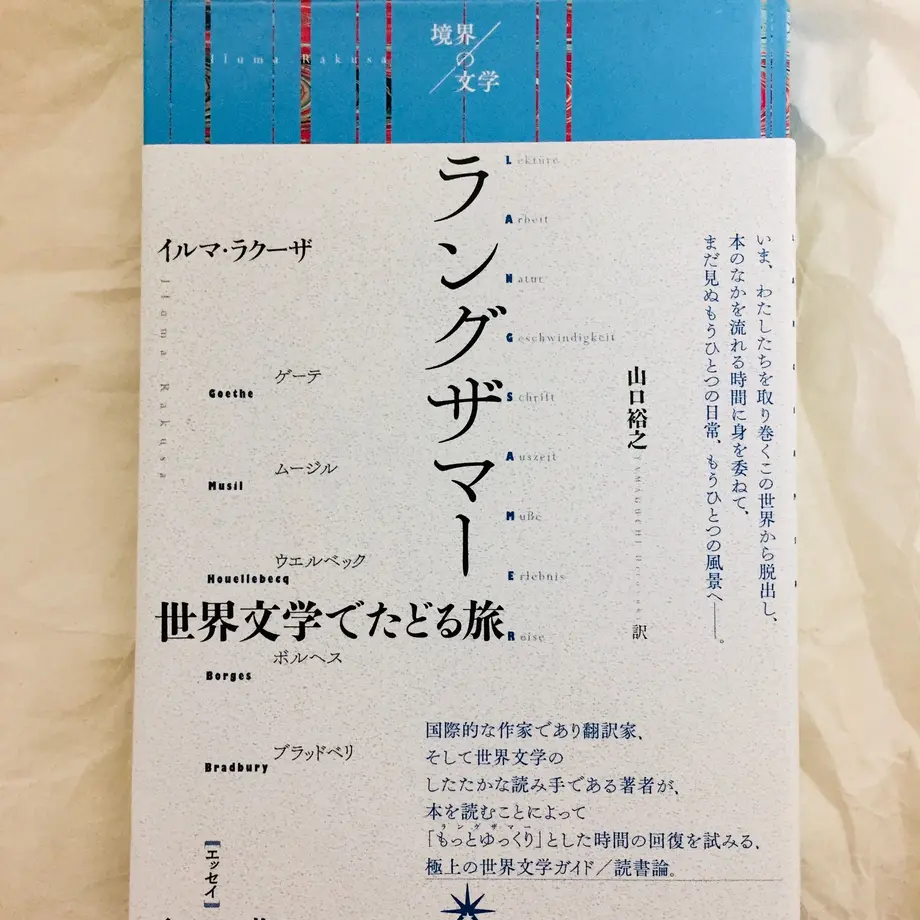 境界
の
文学
Ilma Rakusa
ラングザマー
Lektüre
Arbeit
Natur
Geschwindigkeit
Schrift
Auszeit
Muße
Erlebnis
Reise
イルマ・ラクーザ
Ilma Rakusa
いま、わたしたちを取り巻くこの世界から脱出し、
本のなかを流れる時間に身を委ねて、
まだ見ぬもうひとつの日常、もうひとつの風景へ——。
山口裕之
YAMAGUCHI
訳
ゲーテ
Goethe
ムージル
Musil
ウエルベック
Houellebecq
世界文学でたどる旅
ボルヘス
Borges
ブラッドベリ
Bradbury
国際的な作家であり翻訳家、
そして世界文学の
したたかな読み手である著者が、
本を読むことによって
ラングザマー
「もっとゆっくり」とした時間の回復を試みる、
極上の世界文学ガイド／読書論。
[エッセイ]